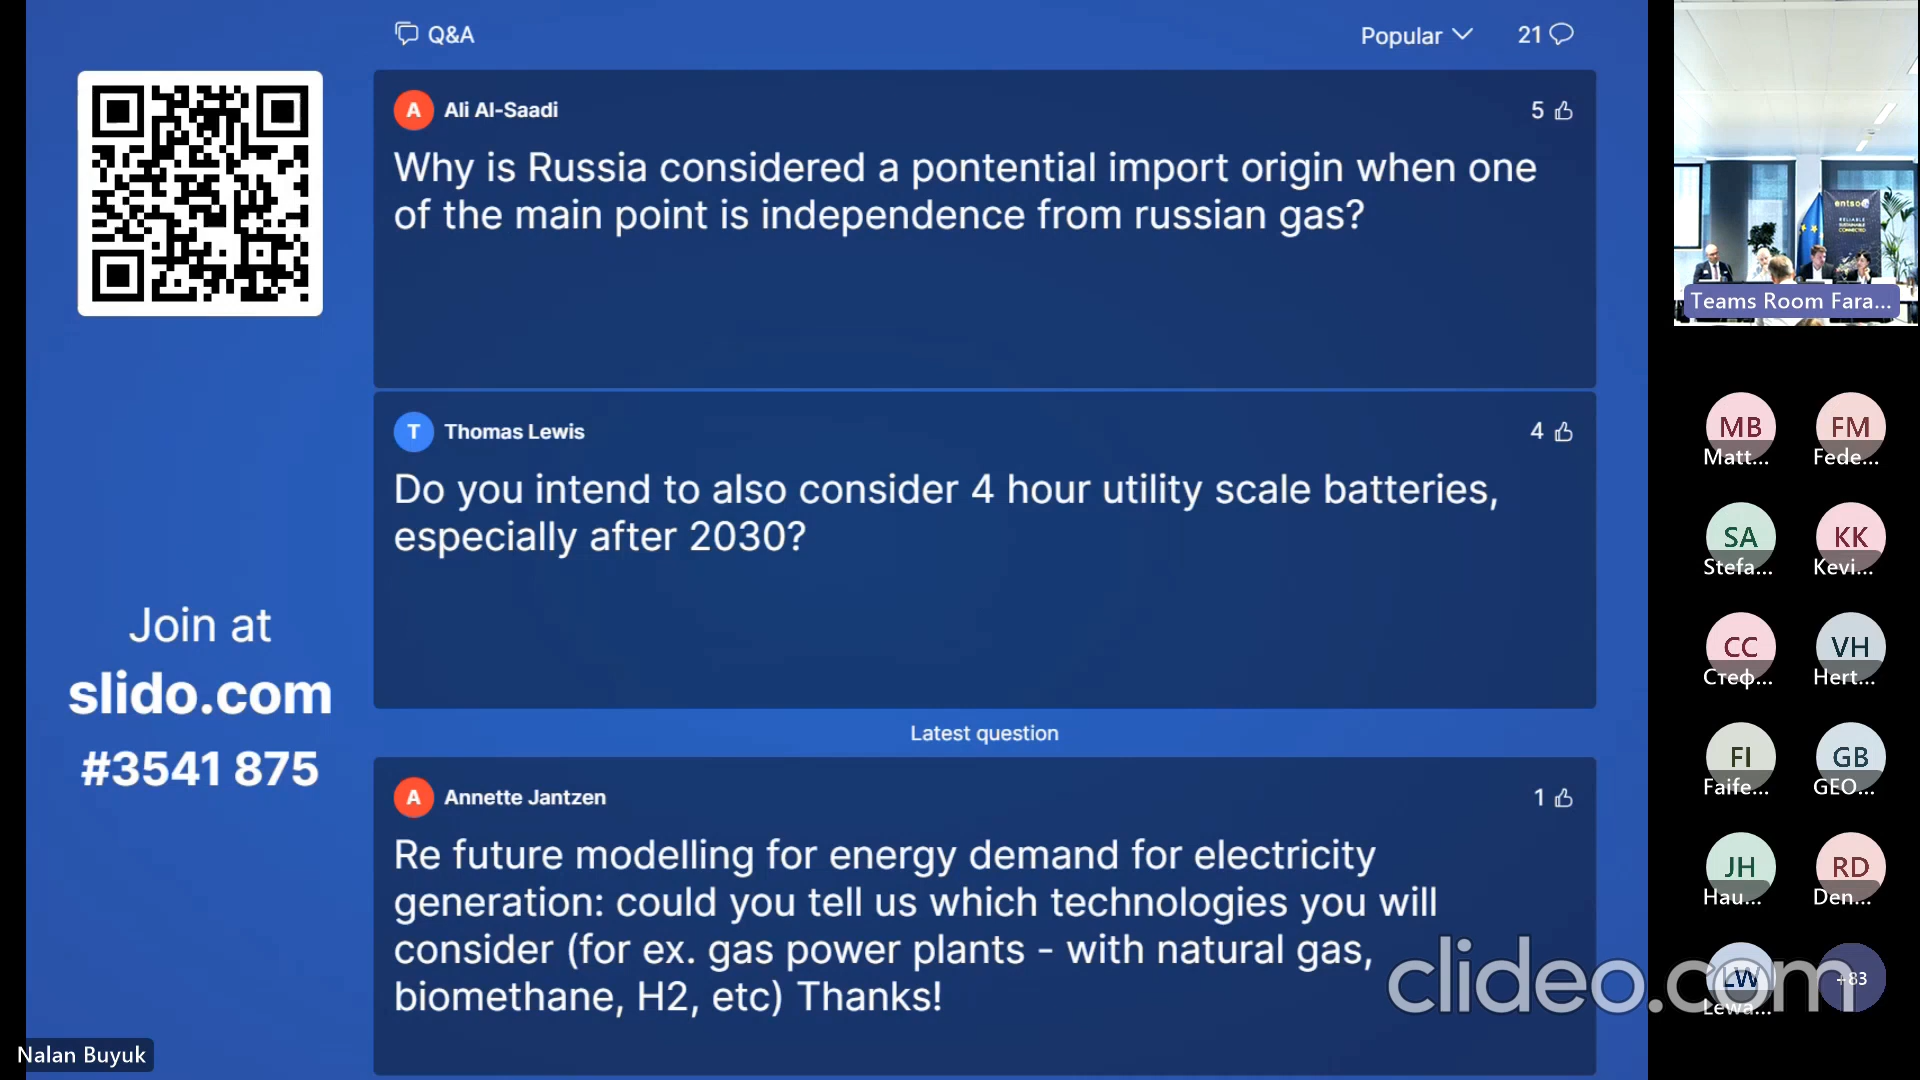 Q&A
Popular
21
Ali Al-Saadi
5
Why is Russia considered a pontential import origin when one
of the main point is independence from russian gas?
Thomas Lewis
4
Do you intend to also consider 4 hour utility scale batteries,
especially after 2030?
Latest question
Annette Jantzen
1
Re future modelling for energy demand for electricity
generation: could you tell us which technologies you will
consider (for ex. gas power plants - with natural gas,
biomethane, H2, etc) Thanks!
A
T
A
Join at
slido.com
#3541 875
Nalan Buyuk
entso
RELIABLE
SUSTAINABLE
CONNECTED
Teams Room Fara...
MB
Matt...
FM
Fede...
SA
Stefa...
KK
Kevi...
CC
Стеф...
VH
Hert...
FI
Faife...
GB
GEO...
JH
Hau...
RD
Den...
LW
Lewa...
+83
clideo.com